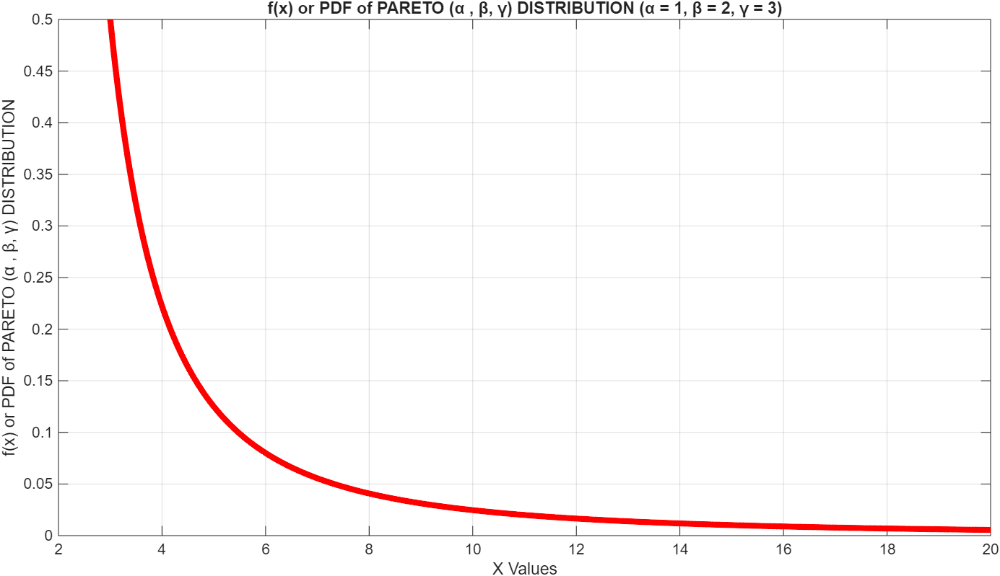 f(x) or PDF of PARETO (α , β, γ) DISTRIBUTION (α = 1, β = 2, γ = 3)
f(x) or PDF of PARETO (α , β, γ) DISTRIBUTION
0.5
0.45
0.4
0.35
0.3
0.25
0.2
0.15
0.1
0.05
0
2 4 6 8 10 12 14 16 18 20
X Values